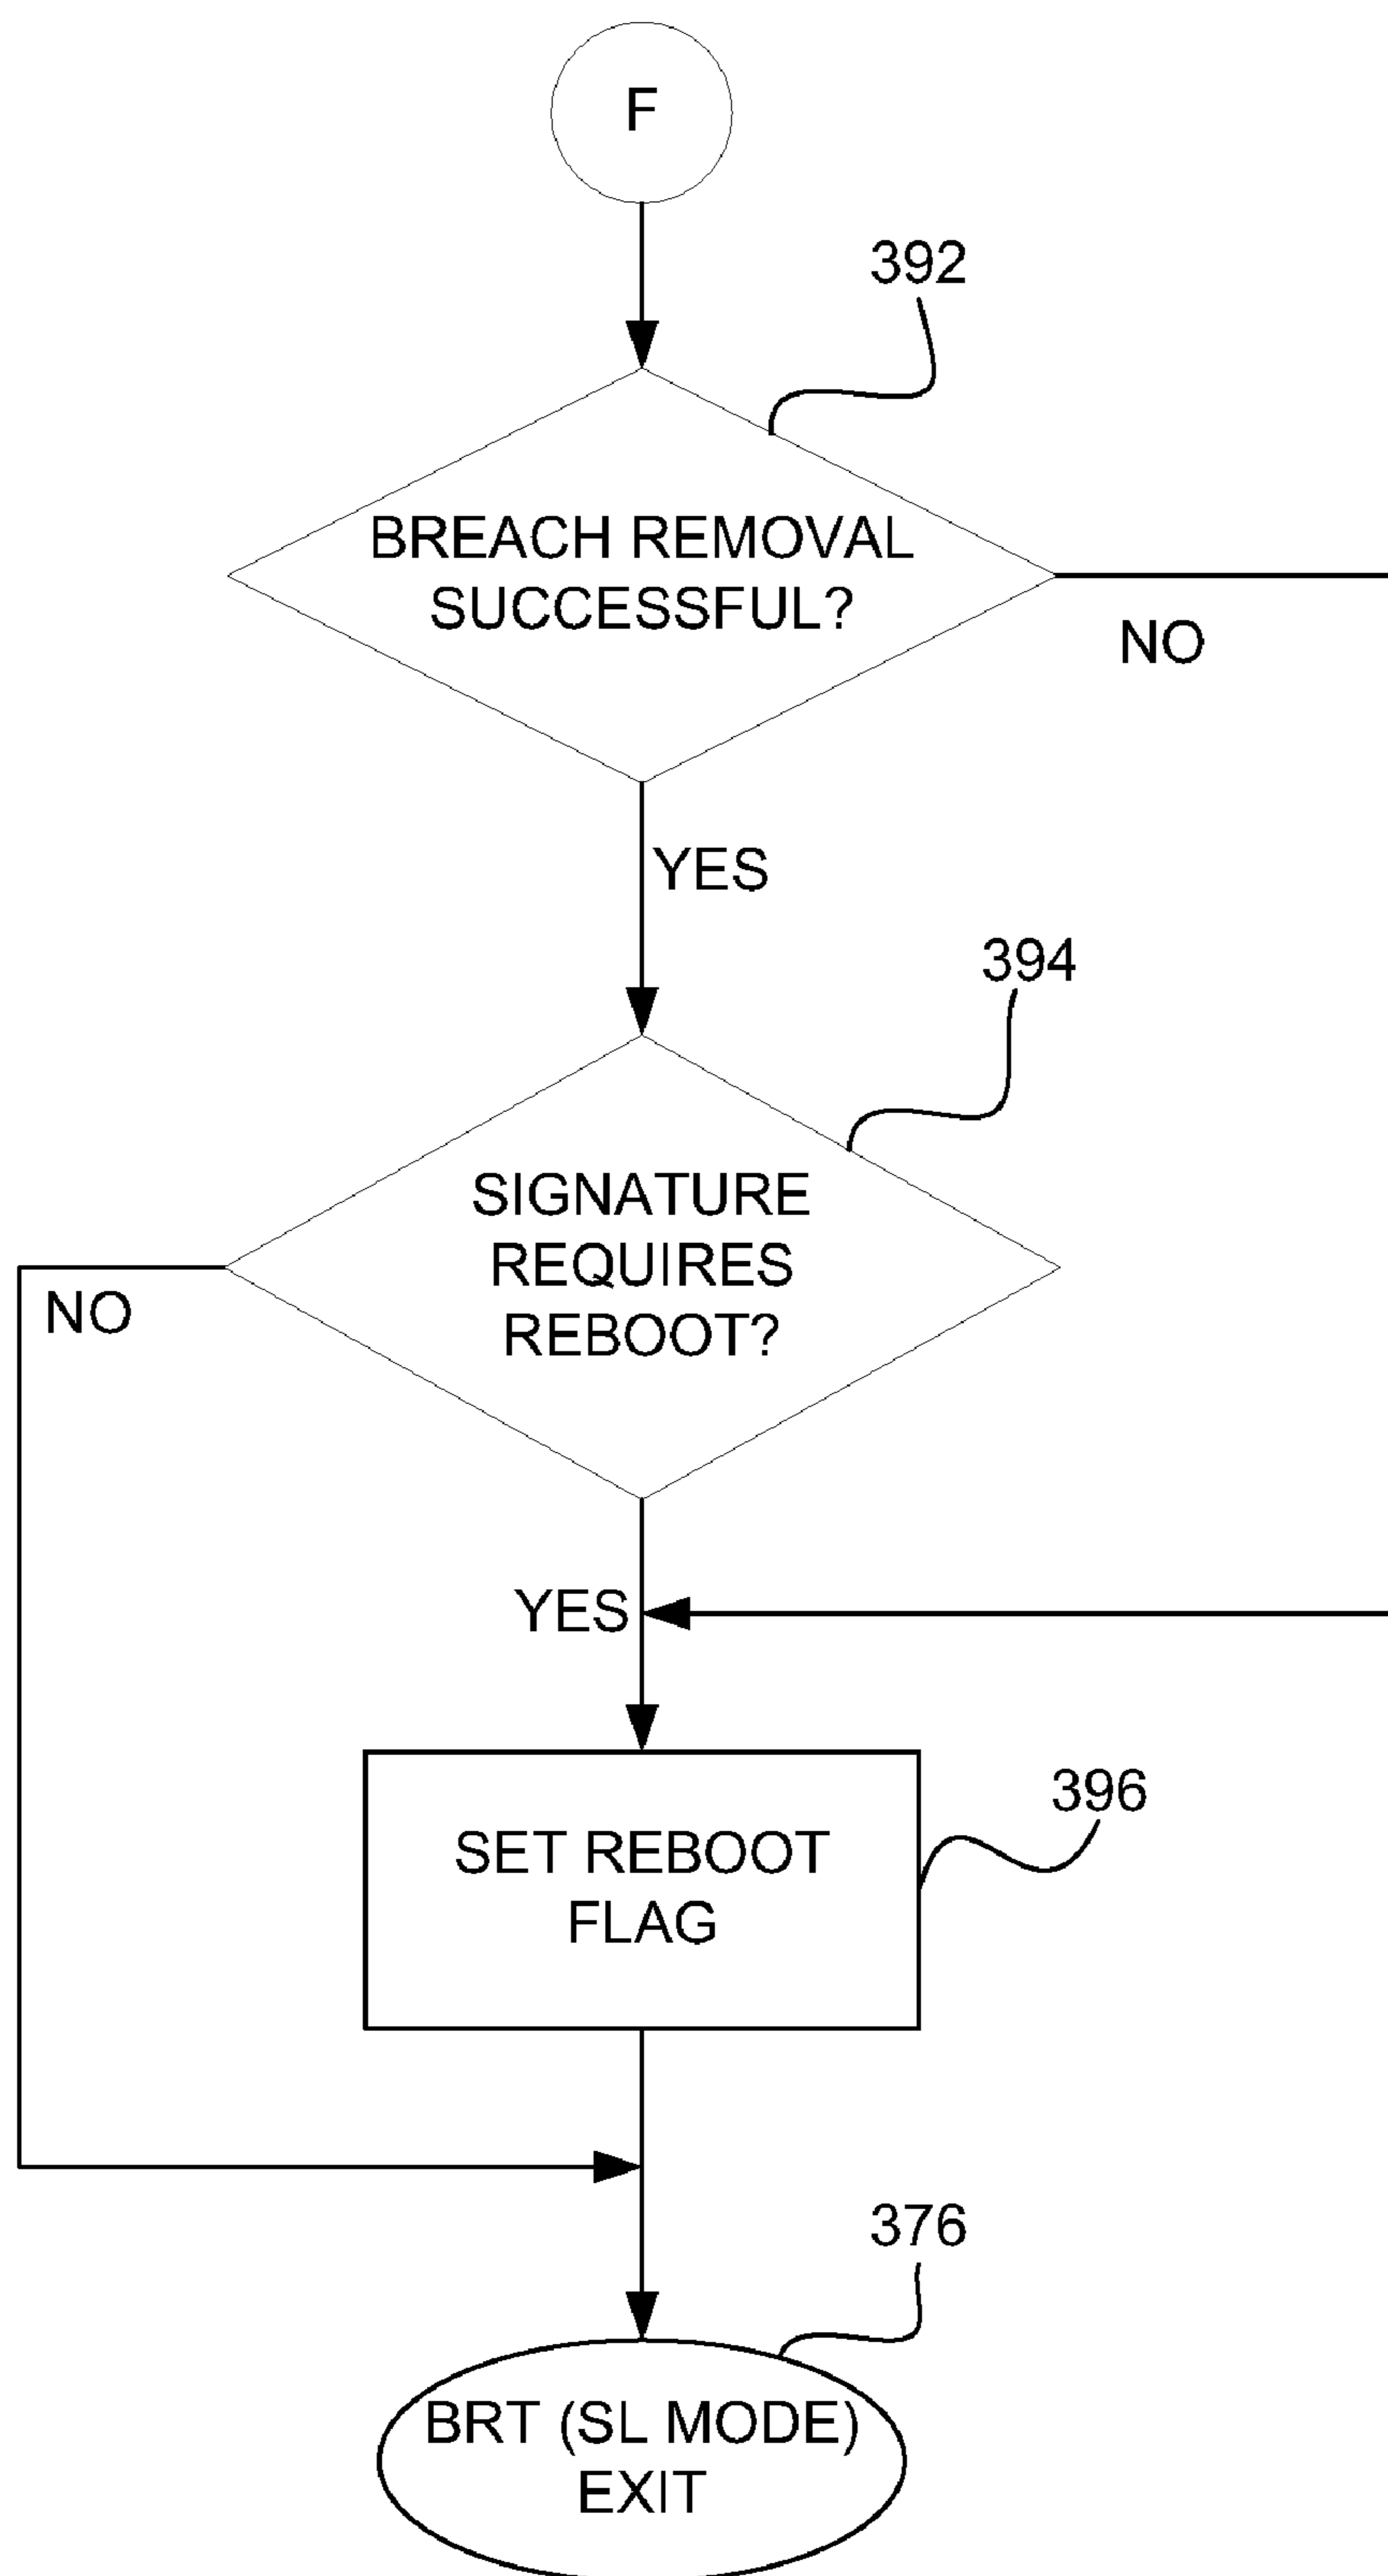 F
392
BREACH REMOVAL
SUCCESSFUL?
NO
YES
394
SIGNATURE
REQUIRES
REBOOT?
NO
YES
396
SET REBOOT
FLAG
376
BRT (SL MODE)
EXIT